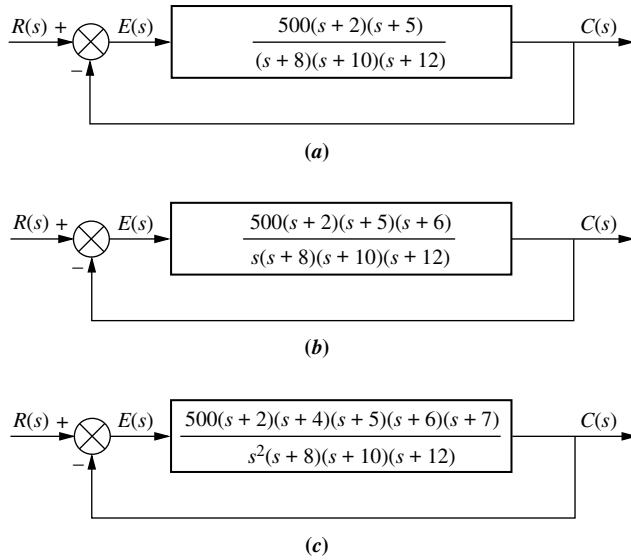 R(s) + E(s) 500(s + 2)(s + 5) C(s)
(s + 8)(s + 10)(s + 12)
−
(a)
R(s) + E(s) 500(s + 2)(s + 5)(s + 6) C(s)
s(s + 8)(s + 10)(s + 12)
−
(b)
R(s) + E(s) 500(s + 2)(s + 4)(s + 5)(s + 6)(s + 7) C(s)
s²(s + 8)(s + 10)(s + 12)
−
(c)